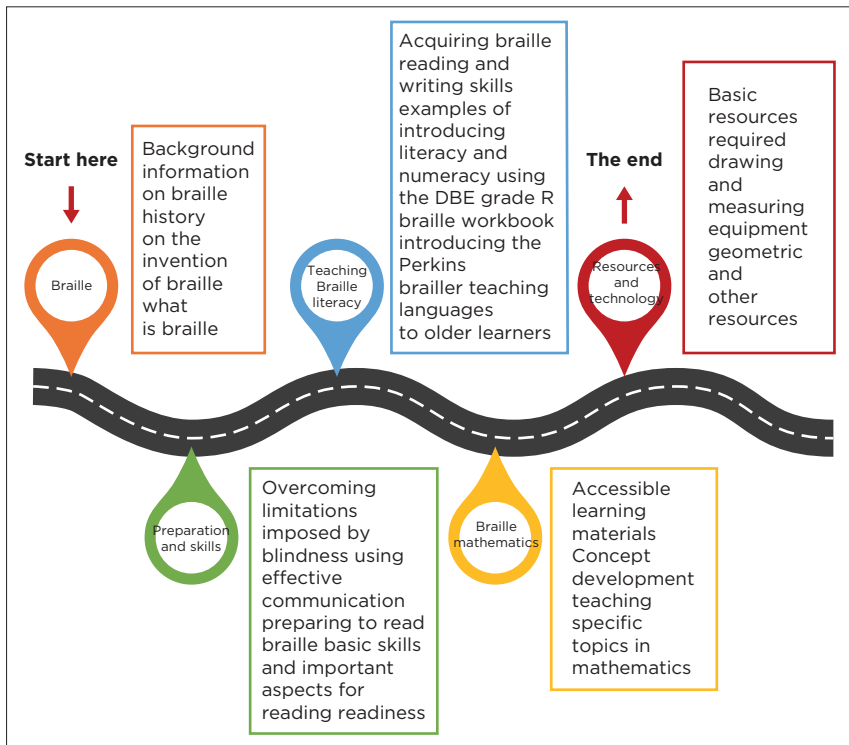 Start here
Braille
Background
information
on braille
history
on the
invention
of braille
what
is braille
Preparation
and skills
Overcoming
limitations
imposed by
blindness using
effective
communication
preparing to read
braille basic skills
and important
aspects for
reading readiness
Teaching
Braille
literacy
Acquiring braille
reading and
writing skills
examples of
introducing
literacy and
numeracy using
the DBE grade R
braille workbook
introducing the
Perkins
brailler teaching
languages
to older learners
Braille
mathematics
Accessible
learning
materials
Concept
development
teaching
specific
topics in
mathematics
The end
Resources
and
technology
Basic
resources
required
drawing
and
measuring
equipment
geometric
and
other
resources